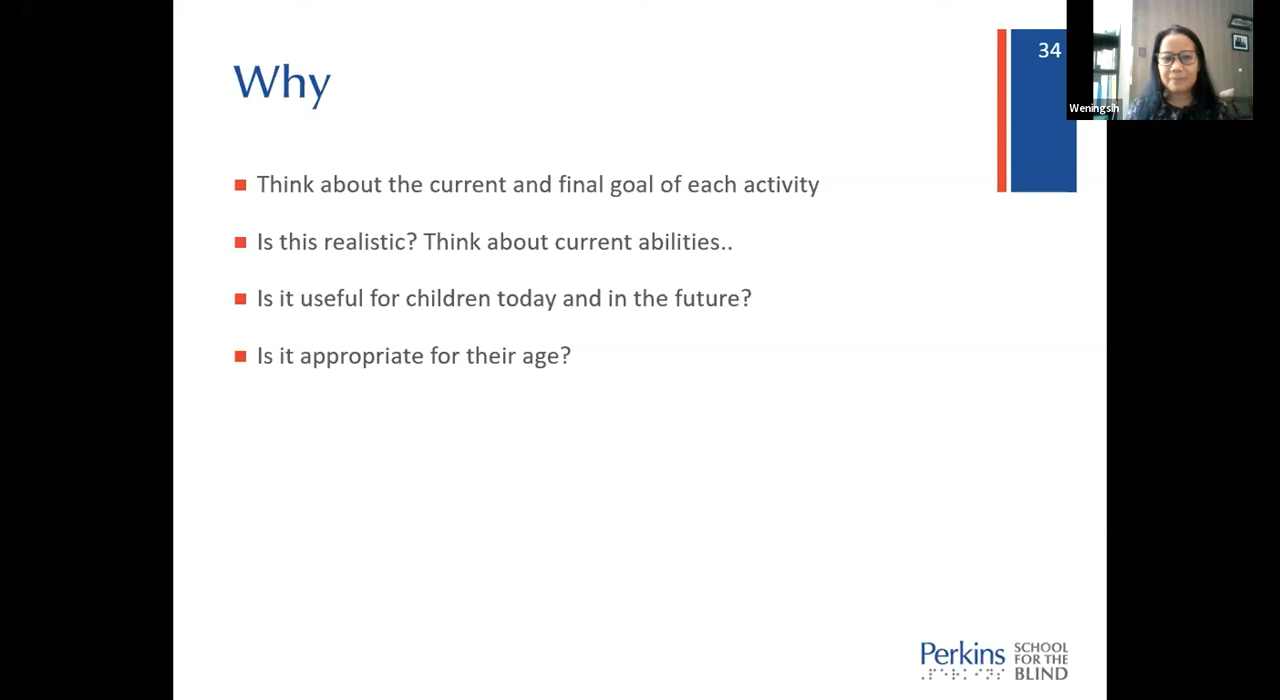 Why
34
Weningsih
Think about the current and final goal of each activity
Is this realistic? Think about current abilities..
Is it useful for children today and in the future?
Is it appropriate for their age?
Perkins
SCHOOL
FOR THE
BLIND